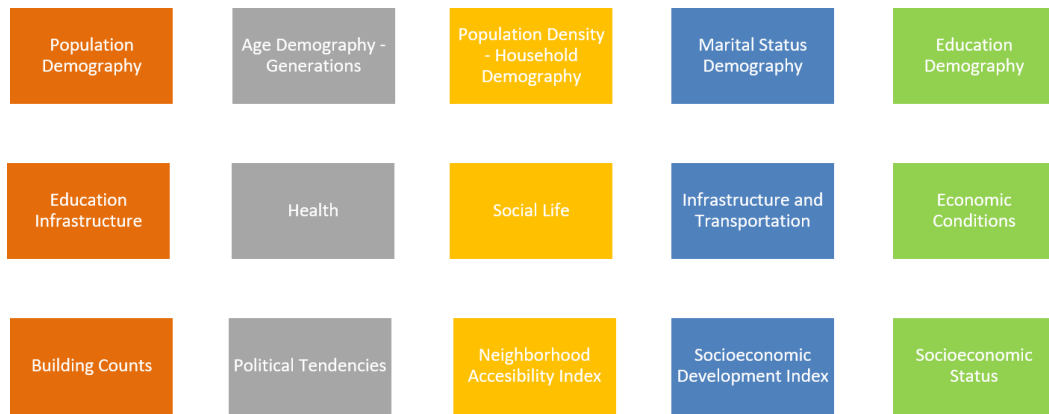 Population
Demography
Age Demography -
Generations
Population Density
- Household
Demography
Marital Status
Demography
Education
Demography
Education
Infrastructure
Health
Social Life
Infrastructure and
Transportation
Economic
Conditions
Building Counts
Political Tendencies
Neighborhood
Accesibility Index
Socioeconomic
Development Index
Socioeconomic
Status